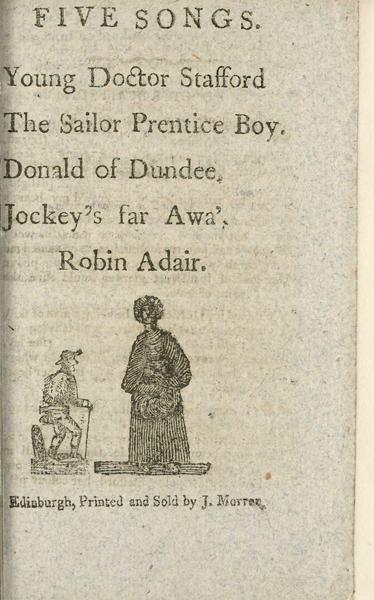 FIVE SONGS.
Young Doctor Stafford
The Sailor Prentice Boy.
Donald of Dundee.
Jockey's far Awa'.
Robin Adair.
Edinburgh, Printed and Sold by J. Morren.